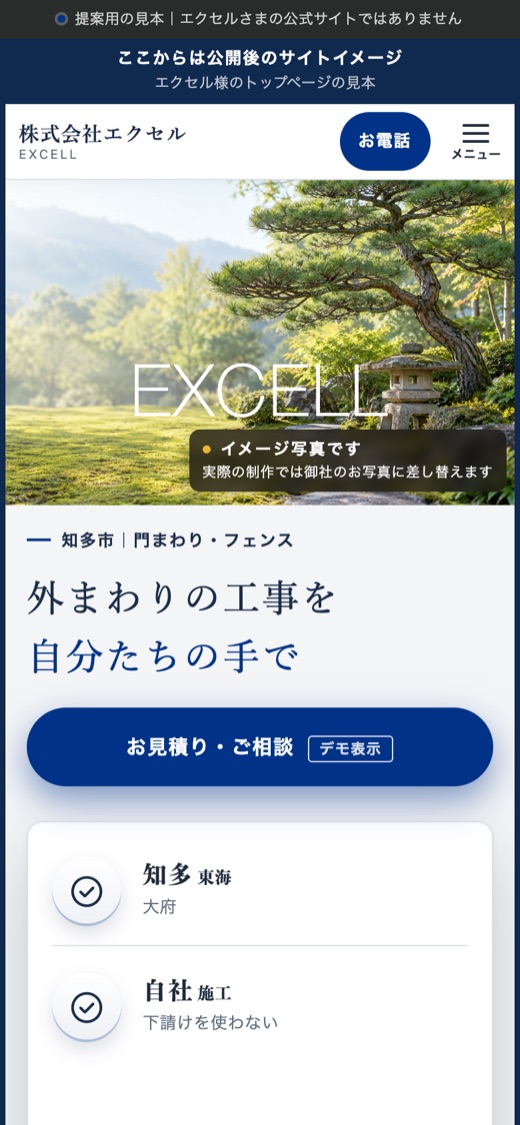 提案用の見本｜エクセルさまの公式サイトではありません
ここからは公開後のサイトイメージ
エクセル様のトップページの見本
株式会社エクセル
EXCELL
お電話
メニュー
EXCELL
イメージ写真です
実際の制作では御社のお写真に差し替えます
知多市｜門まわり・フェンス
外まわりの工事を
自分たちの手で
お見積り・ご相談 デモ表示
知多 東海
大府
自社 施工
下請けを使わない